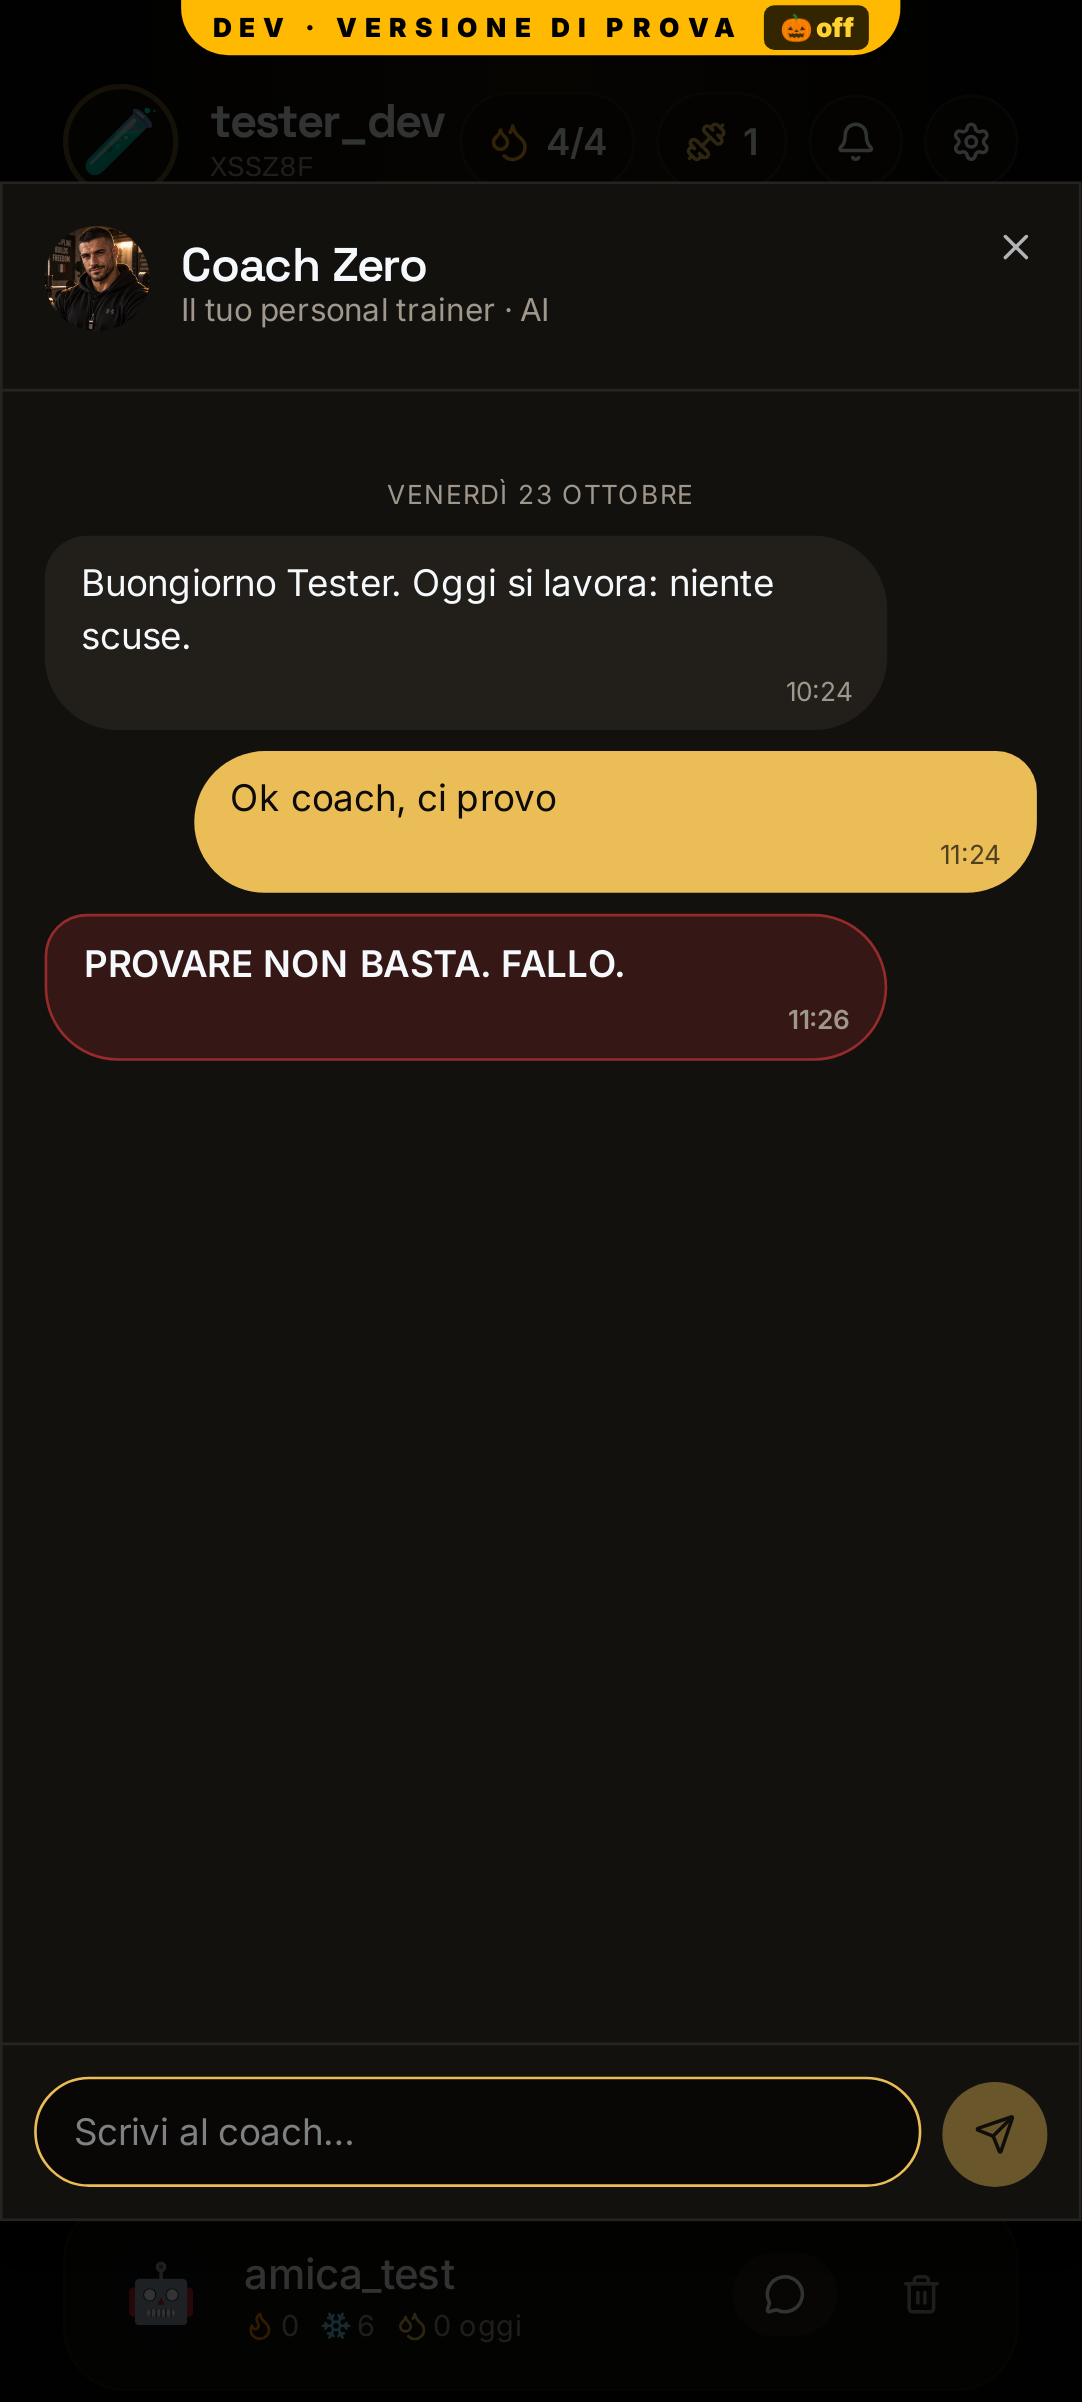 DEV · VERSIONE DI PROVA 🎃 off
tester_dev
4/4
1
XSSZ8F
Coach Zero
Il tuo personal trainer · AI
VENERDÌ 23 OTTOBRE
Buongiorno Tester. Oggi si lavora: niente
scuse.
10:24
Ok coach, ci provo
11:24
PROVARE NON BASTA. FALLO.
11:26
Scrivi al coach...
amica_test
0 6 0 oggi